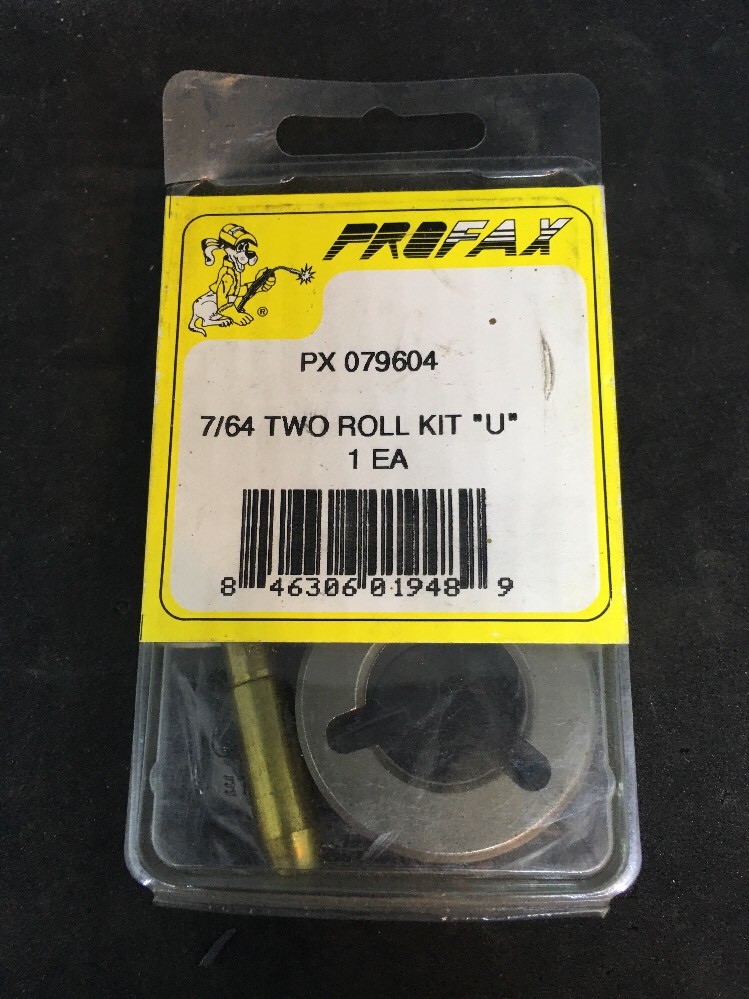 PROFAX
®
PX 079604
7/64 TWO ROLL KIT "U"
1 EA
8 46306 01948 9